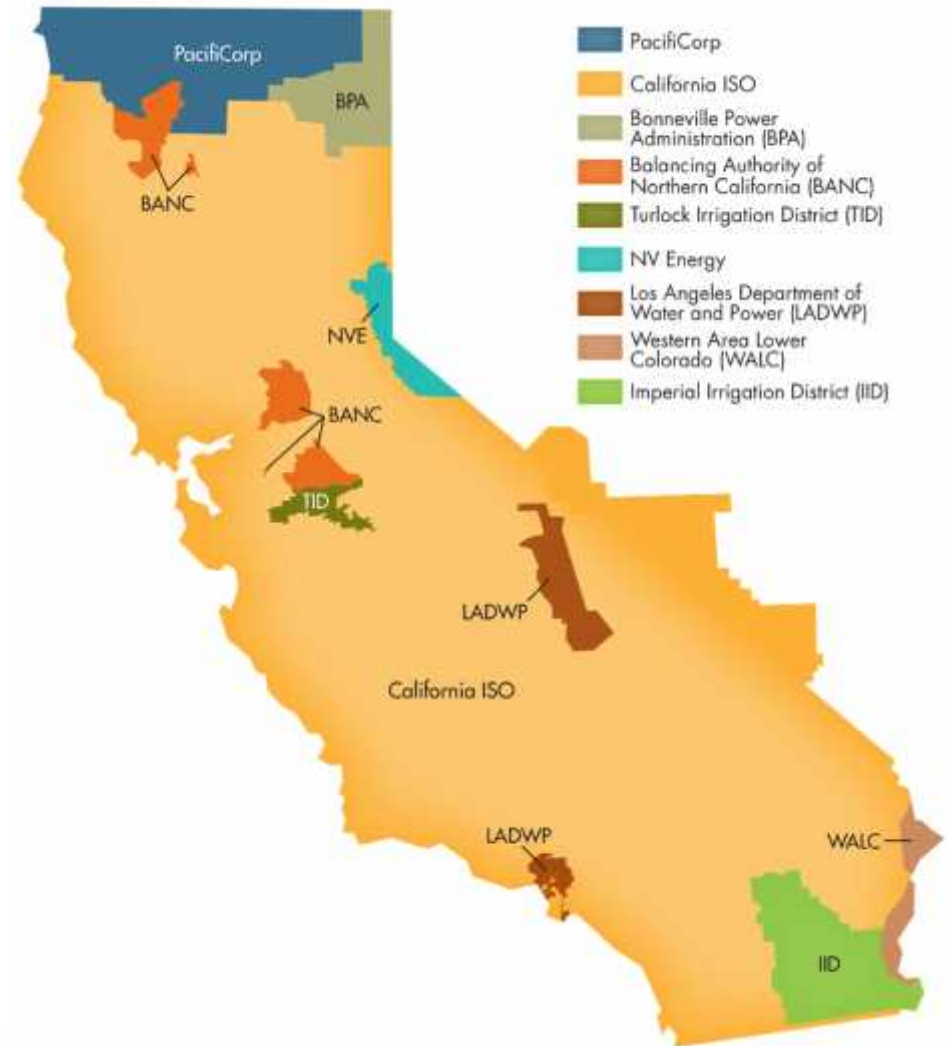 PacifiCorp
BPA
BANC
NVE
BANC
TID
LADWP
California ISO
LADWP
WALC
IID
PacifiCorp
California ISO
Bonneville Power
Administration (BPA)
Balancing Authority of
Northern California (BANC)
Turlock Irrigation District (TID)
NV Energy
Los Angeles Department of
Water and Power (LADWP)
Western Area Lower
Colorado (WALC)
Imperial Irrigation District (IID)